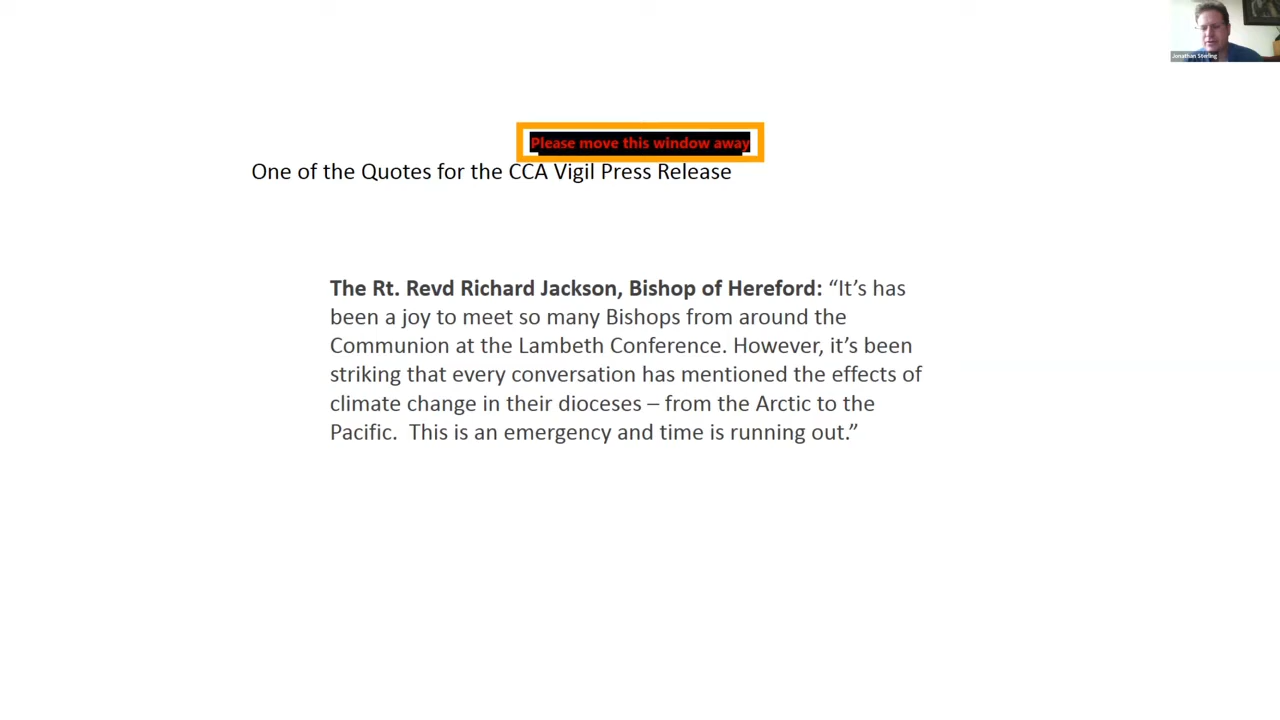 Jonathan Sterling
Please move this window away
One of the Quotes for the CCA Vigil Press Release
The Rt. Revd Richard Jackson, Bishop of Hereford: “It’s has
been a joy to meet so many Bishops from around the
Communion at the Lambeth Conference. However, it’s been
striking that every conversation has mentioned the effects of
climate change in their dioceses – from the Arctic to the
Pacific.  This is an emergency and time is running out.”